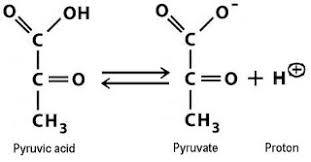 O OH O O⁻
C C
C=O C=O + H⊕
CH₃ CH₃
Pyruvic acid Pyruvate Proton